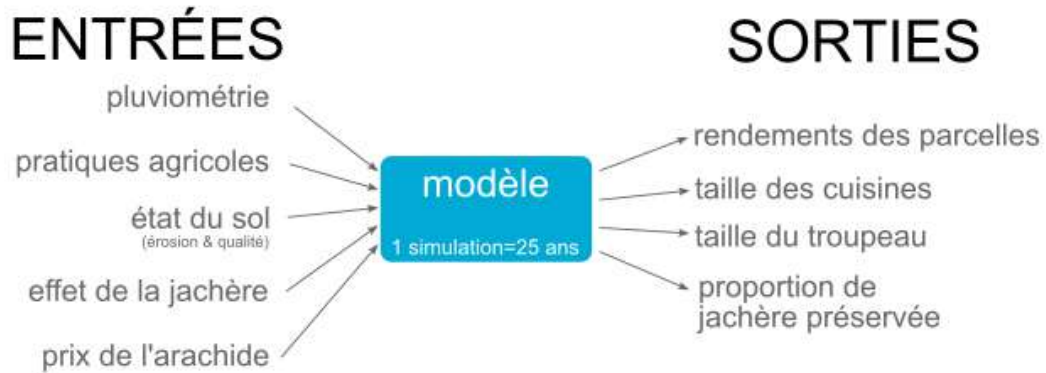 ENTRÉES
pluviométrie
pratiques agricoles
état du sol
(érosion & qualité)
effet de la jachère
prix de l'arachide
modèle
1 simulation=25 ans
SORTIES
rendements des parcelles
taille des cuisines
taille du troupeau
proportion de
jachère préservée